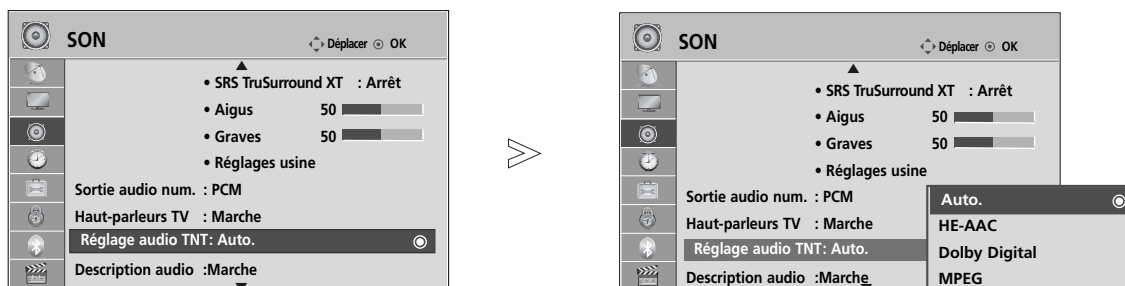 SON
Déplacer OK
• SRS TruSurround XT : Arrêt
• Aigus 50
• Graves 50
• Réglages usine
Sortie audio num. : PCM
Haut-parleurs TV : Marche
Réglage audio TNT: Auto.
Description audio :Marche
SON
Déplacer OK
• SRS TruSurround XT : Arrêt
• Aigus 50
• Graves 50
• Réglages usine
Sortie audio num. : PCM
Haut-parleurs TV : Marche
Réglage audio TNT: Auto.
Description audio :Marche
Auto.
HE-AAC
Dolby Digital
MPEG